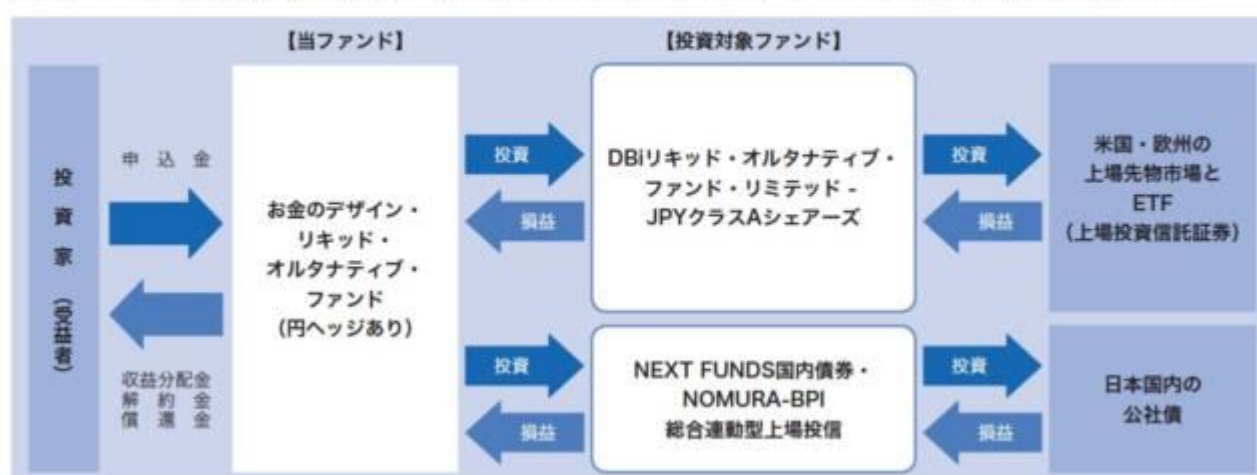 【当ファンド】
【投資対象ファンド】
投資家（受益者）
申込金
収益分配金
解約金
償還金
お金のデザイン・
リキッド・
オルタナティブ・
ファンド
（円ヘッジあり）
投資
損益
DBiリキッド・オルタナティブ・
ファンド・リミテッド -
JPYクラスAシェアーズ
投資
損益
米国・欧州の
上場先物市場と
ETF
（上場投資信託証券）
投資
損益
NEXT FUNDS国内債券・
NOMURA-BPI
総合連動型上場投信
投資
損益
日本国内の
公社債